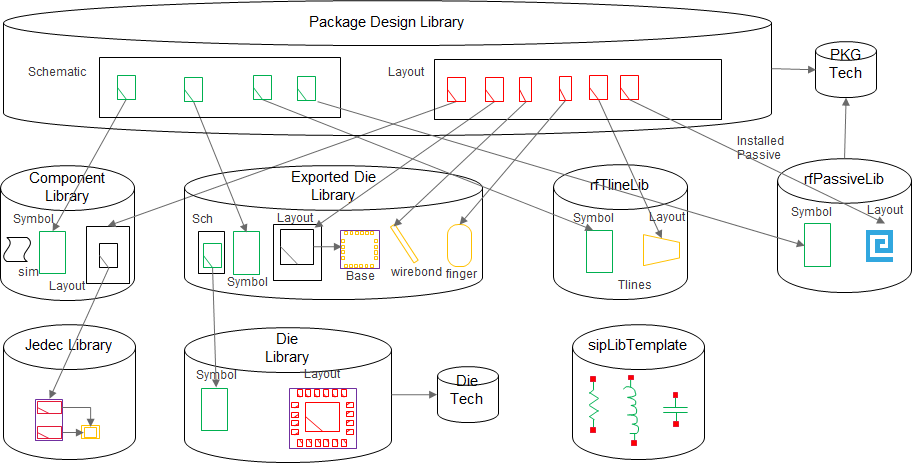 Package Design Library
Schematic
Layout
PKG
Tech
Installed
Passive
Component
Library
Symbol
sim
Layout
Exported Die
Library
Sch
Layout
Symbol
Base
wirebond
finger
rfTlineLib
Symbol
Layout
Tlines
rfPassiveLib
Symbol
Layout
Jedec Library
Die
Library
Symbol
Layout
Die
Tech
sipLibTemplate